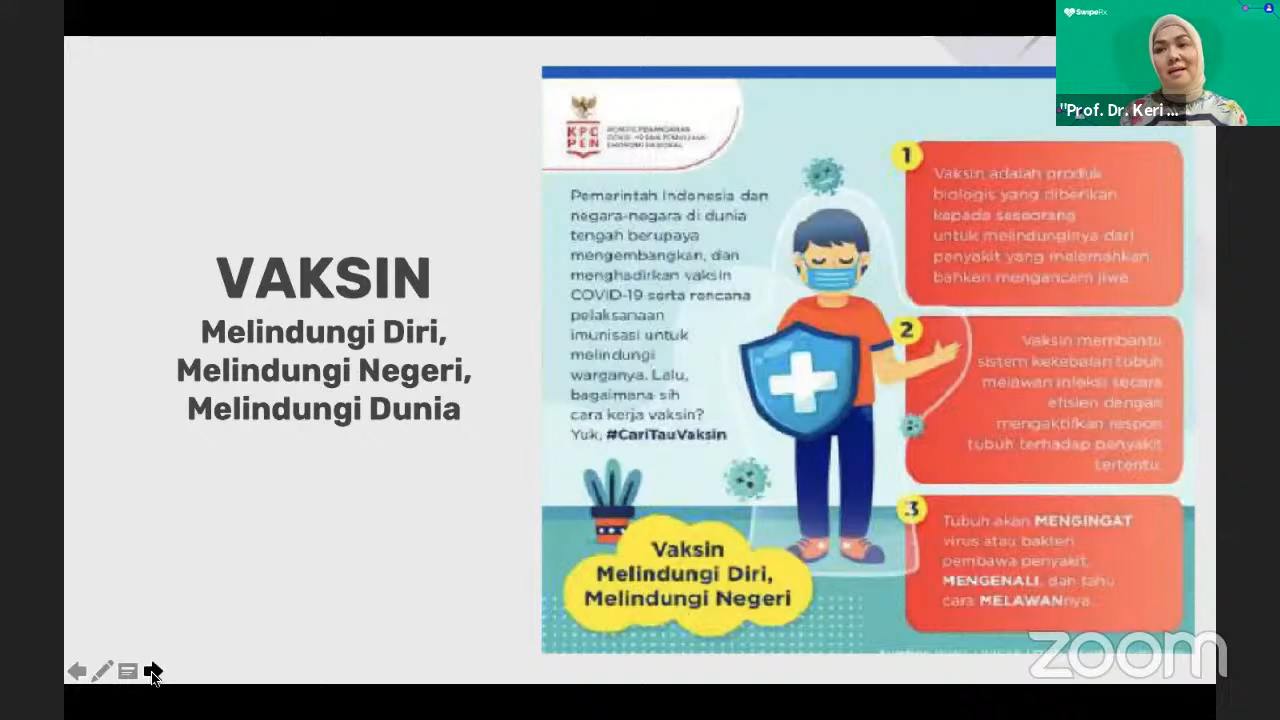 VAKSIN
Melindungi Diri,
Melindungi Negeri,
Melindungi Dunia
KPC
PEN
Pemerintah Indonesia dan
negara-negara di dunia
tengah berupaya
mengembangkan, dan
menghadirkan vaksin
COVID-19 serta rencana
pelaksanaan
imunisasi untuk
melindungi
warganya. Lalu,
bagaimana sih
cara kerja vaksin?
Yuk, #CariTauVaksin
Vaksin
Melindungi Diri,
Melindungi Negeri
1
Vaksin adalah produk
biologis yang diberikan
kepada seseorang
untuk melindunginya dari
penyakit yang melemahkan
bahkan mengancam jiwa.
2
Vaksin membantu
sistem kekebalan tubuh
melawan infeksi secara
efisien dengan
mengaktifkan respon
tubuh terhadap penyakit
tertentu.
3
Tubuh akan MENGINGAT
virus atau bakteri
pembawa penyakit,
MENGENALI, dan tahu
cara MELAWANnya.
SwipeRx
"Prof. Dr. Keri ...
zoom